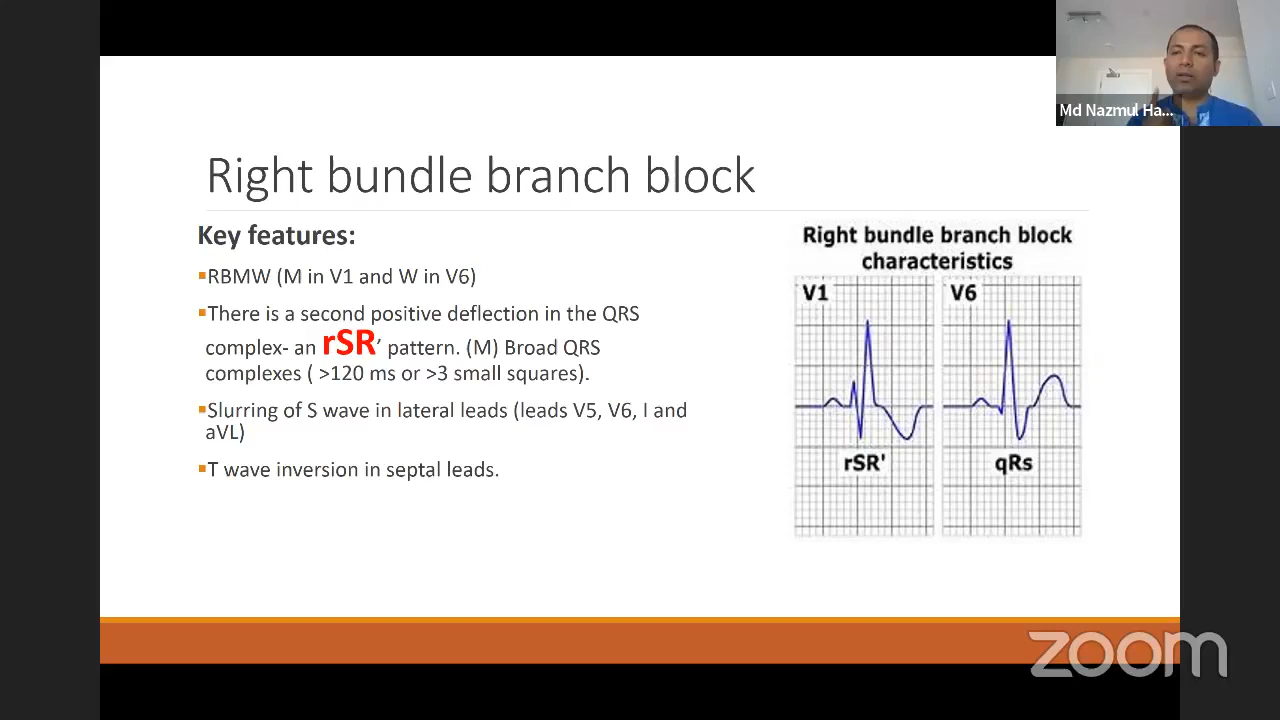 Md Nazmul Ha...
Right bundle branch block
Key features:
▪RBMW (M in V1 and W in V6)
▪There is a second positive deflection in the QRS
complex- an rSR’ pattern. (M) Broad QRS
complexes ( >120 ms or >3 small squares).
▪Slurring of S wave in lateral leads (leads V5, V6, I and
aVL)
▪T wave inversion in septal leads.
Right bundle branch block
characteristics
V1
V6
rSR'
qRs
zoom